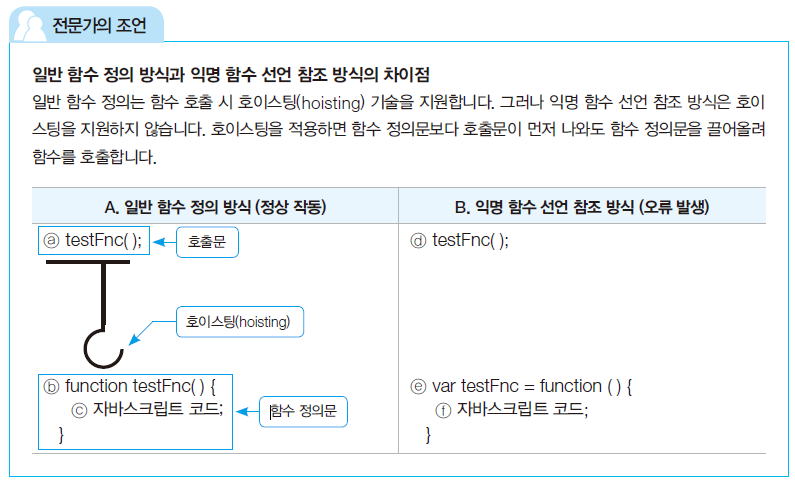 전문가의 조언
일반 함수 정의 방식과 익명 함수 선언 참조 방식의 차이점
일반 함수 정의는 함수 호출 시 호이스팅(hoisting) 기술을 지원합니다. 그러나 익명 함수 선언 참조 방식은 호이
스팅을 지원하지 않습니다. 호이스팅을 적용하면 함수 정의문보다 호출문이 먼저 나와도 함수 정의문을 끌어올려
함수를 호출합니다.
A. 일반 함수 정의 방식 (정상 작동)
ⓐ testFnc( );
호출문
호이스팅(hoisting)
ⓑ function testFnc( ) {
ⓒ 자바스크립트 코드;
}
함수 정의문
B. 익명 함수 선언 참조 방식 (오류 발생)
ⓓ testFnc( );
ⓔ var testFnc = function ( ) {
ⓕ 자바스크립트 코드;
}